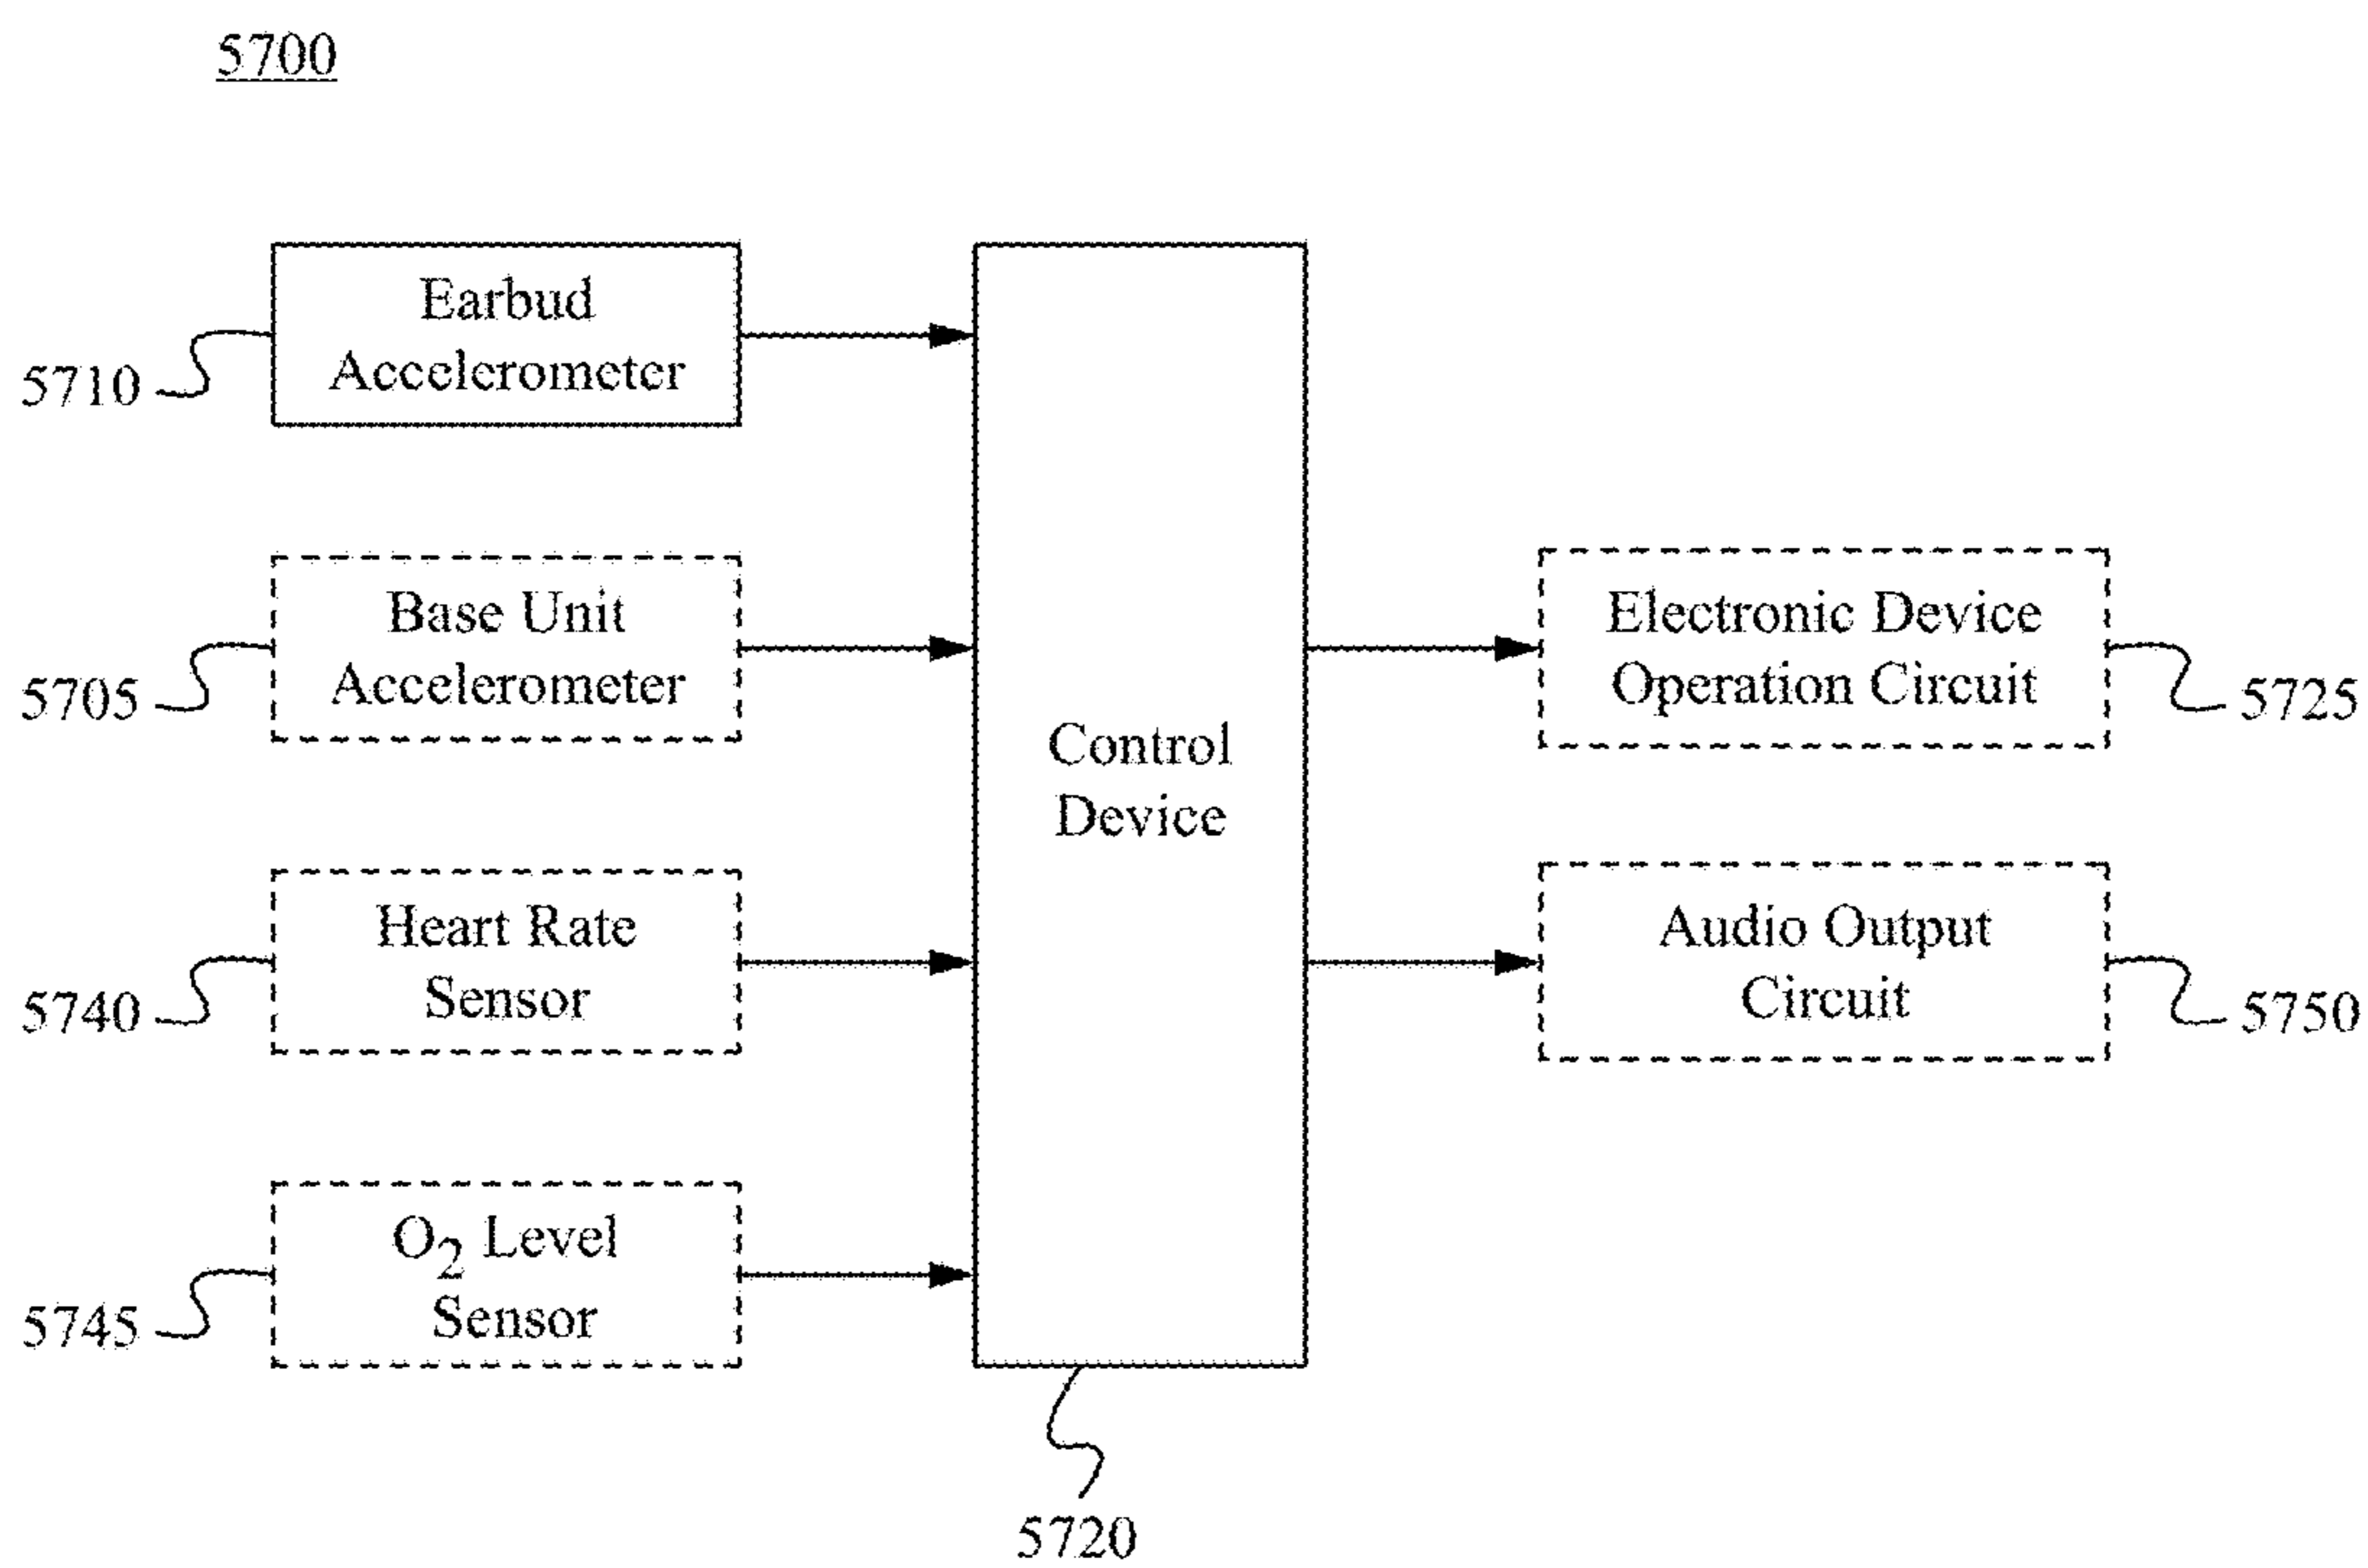 5700
Earbud
Accelerometer
5710
Base Unit
Accelerometer
5705
Heart Rate
Sensor
5740
O2 Level
Sensor
5745
Control
Device
5720
Electronic Device
Operation Circuit
5725
Audio Output
Circuit
5750